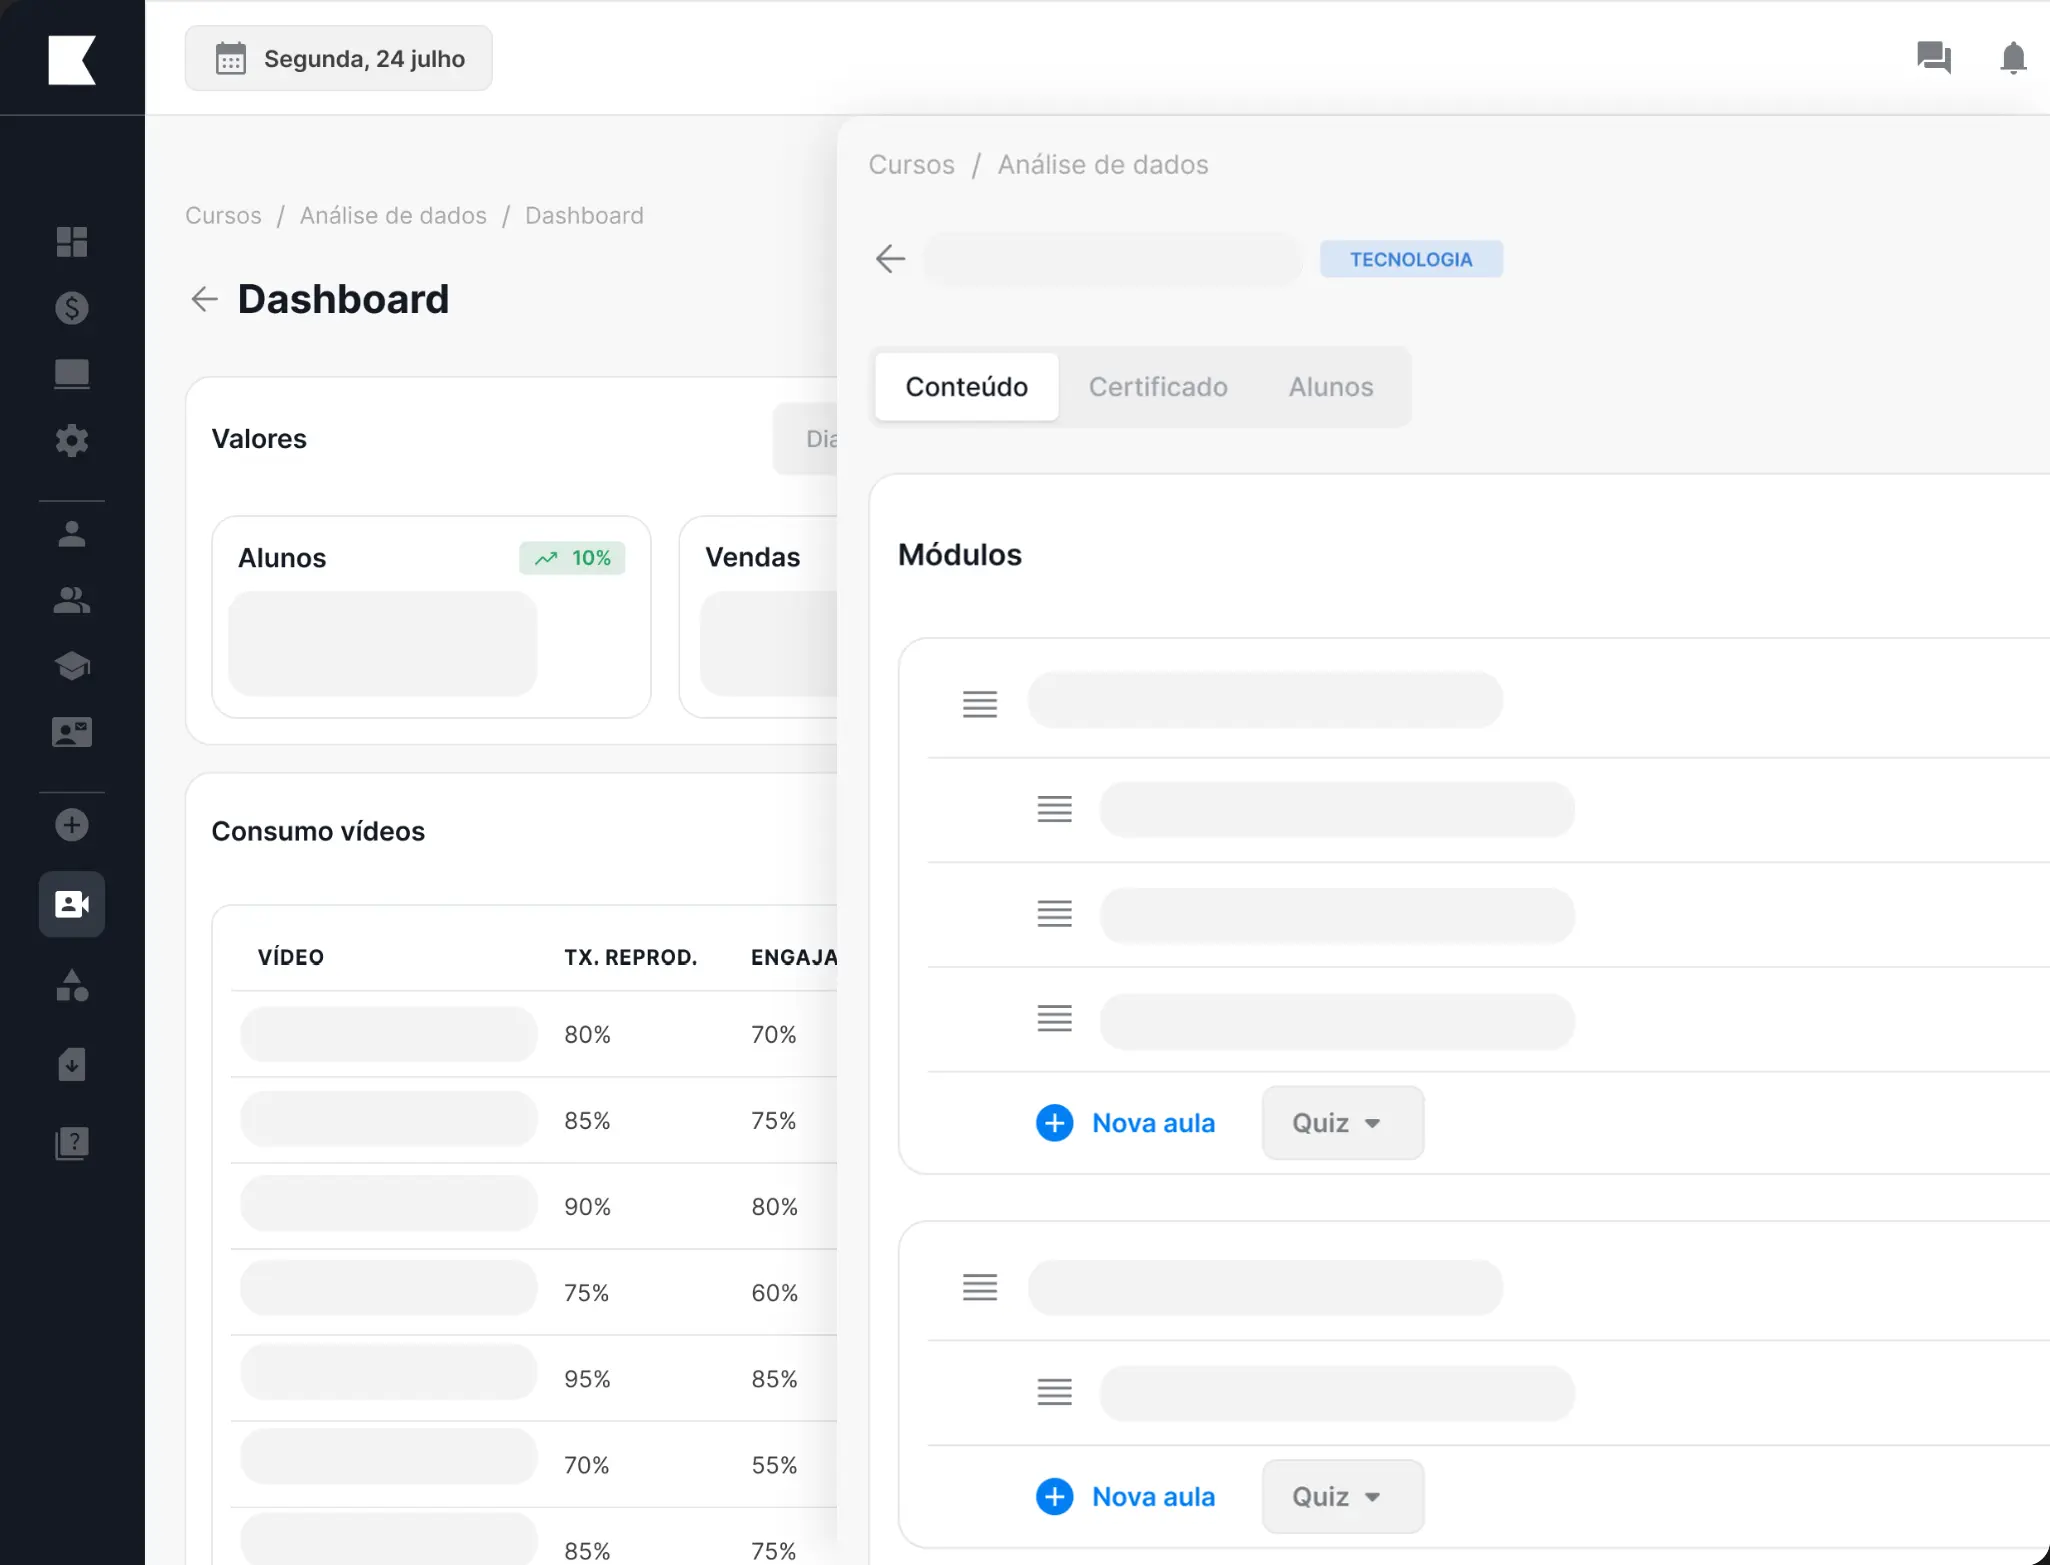 Segunda, 24 julho
Cursos / Análise de dados / Dashboard
Dashboard
Valores
Dia
Alunos
10%
Vendas
Consumo vídeos
VÍDEO TX. REPROD. ENGAJA
80% 70%
85% 75%
90% 80%
75% 60%
95% 85%
70% 55%
85% 75%
Cursos / Análise de dados
TECNOLOGIA
Conteúdo Certificado Alunos
Módulos
Nova aula Quiz
Nova aula Quiz